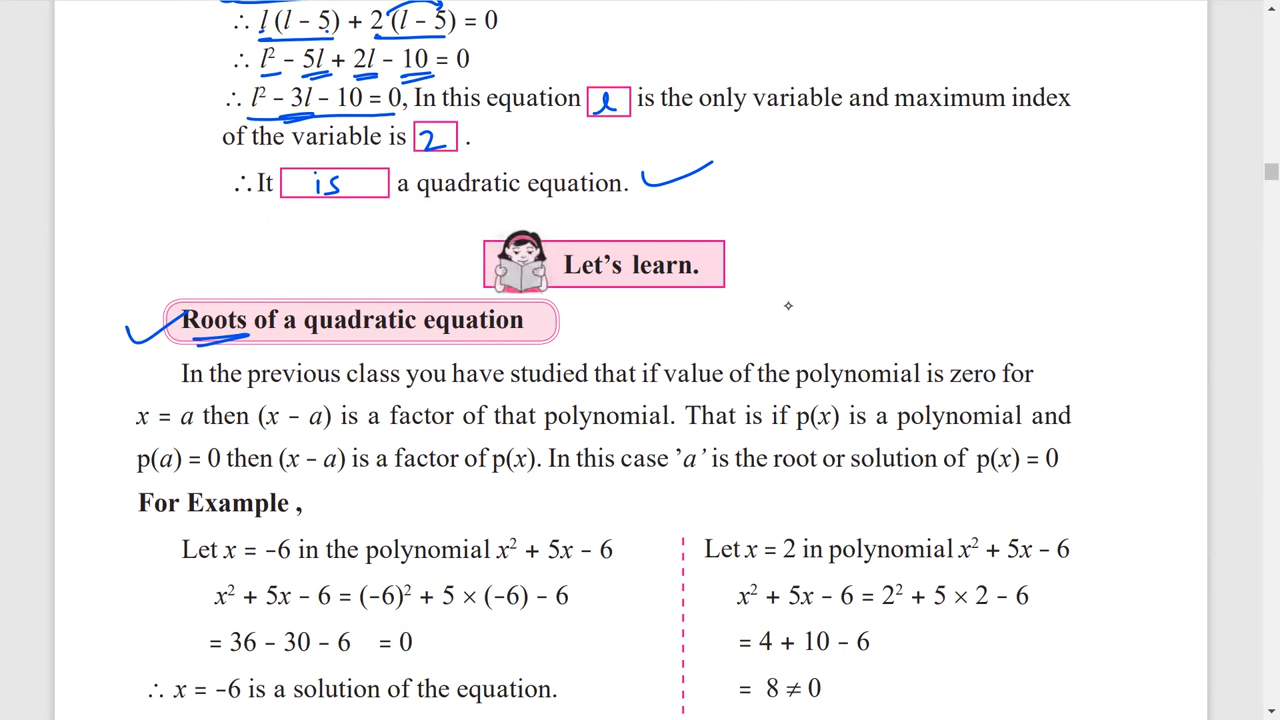 ∴ l (l – 5) + 2 (l – 5) = 0
∴ l² – 5l + 2l – 10 = 0
∴ l² – 3l – 10 = 0, In this equation l is the only variable and maximum index
of the variable is 2 .
∴ It is a quadratic equation.
Let's learn.
Roots of a quadratic equation
In the previous class you have studied that if value of the polynomial is zero for
x = a then (x – a) is a factor of that polynomial. That is if p(x) is a polynomial and
p(a) = 0 then (x – a) is a factor of p(x). In this case ’a’ is the root or solution of p(x) = 0
For Example ,
Let x = –6 in the polynomial x² + 5x – 6
x² + 5x – 6 = (–6)² + 5 × (–6) – 6
= 36 – 30 – 6 = 0
∴ x = –6 is a solution of the equation.
Let x = 2 in polynomial x² + 5x – 6
x² + 5x – 6 = 2² + 5 × 2 – 6
= 4 + 10 – 6
= 8 ≠ 0